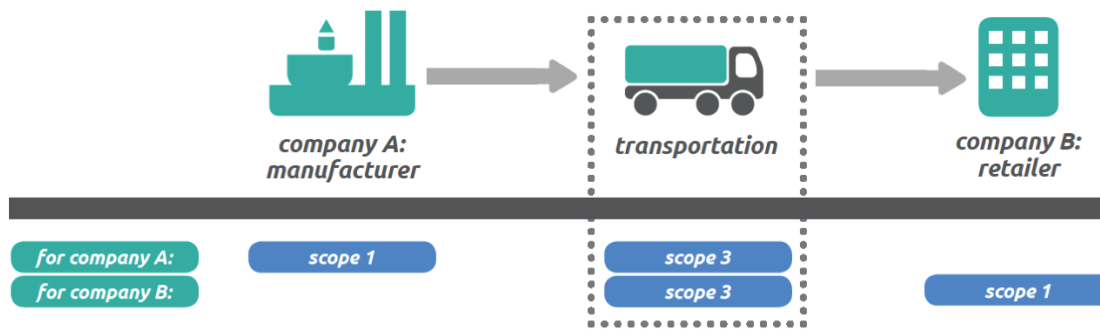 company A:
manufacturer
transportation
company B:
retailer
for company A:
scope 1
scope 3
for company B:
scope 3
scope 1